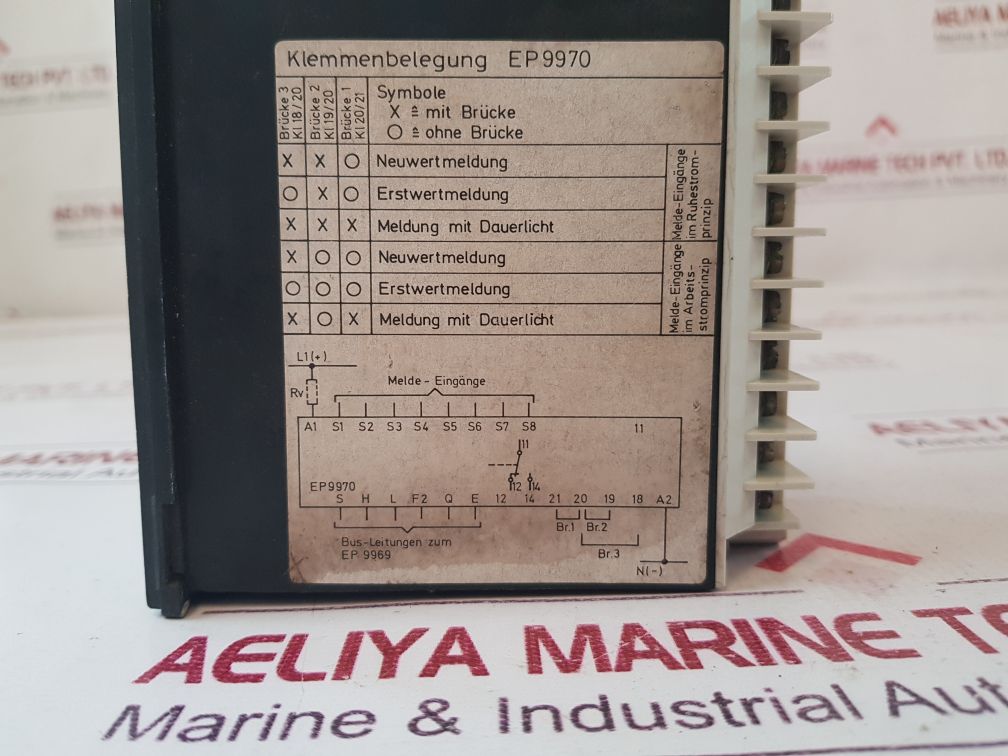 Klemmenbelegung EP9970
Brücke 3
Kl 18/20
Brücke 2
Kl 19/20
Brücke 1
Kl 20/21
Symbole
X ≙ mit Brücke
O ≙ ohne Brücke
X X O Neuwertmeldung
O X O Erstwertmeldung
X X X Meldung mit Dauerlicht
Melde-Eingänge
im Ruhestrom-
prinzip
X O O Neuwertmeldung
O O O Erstwertmeldung
X O X Meldung mit Dauerlicht
Melde-Eingänge
im Arbeits-
stromprinzip
L1(+)
Rv
Melde - Eingänge
A1 S1 S2 S3 S4 S5 S6 S7 S8 11
11
12 14
EP9970
S H L F2 Q E 12 14 21 20 19 18 A2
Br.1 Br.2
Bus-Leitungen zum
EP 9969
Br.3
N(-)
AELIYA MARINE TE
Marine & Industrial Aut